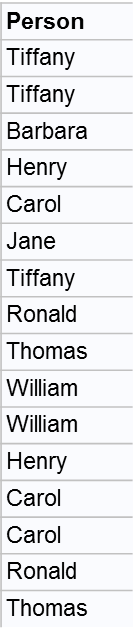 Person
Tiffany
Tiffany
Barbara
Henry
Carol
Jane
Tiffany
Ronald
Thomas
William
William
Henry
Carol
Carol
Ronald
Thomas